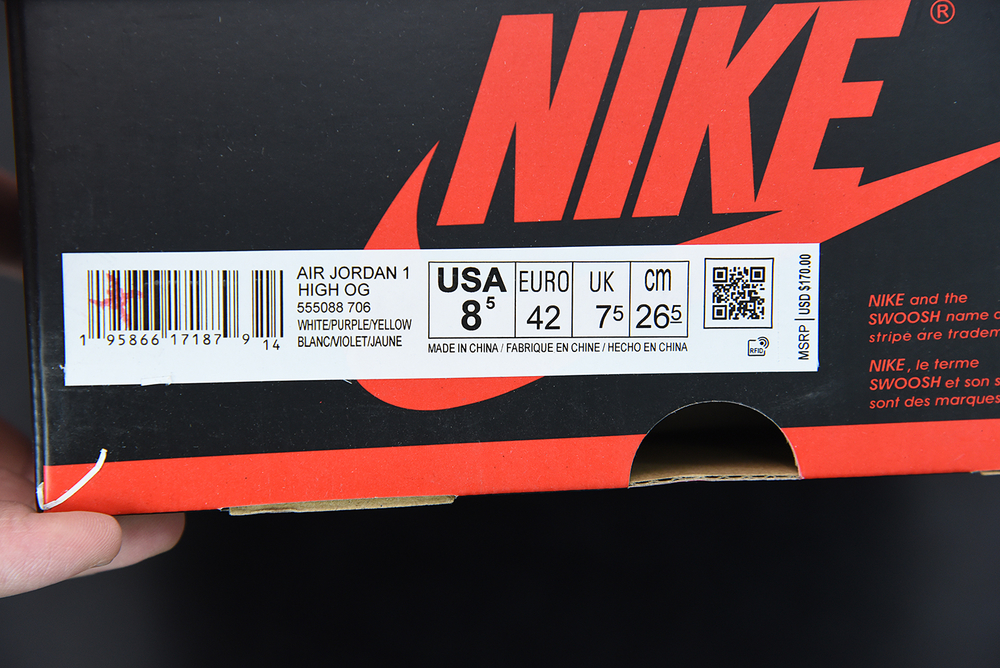 NIKE ®
AIR JORDAN 1
HIGH OG
555088 706
WHITE/PURPLE/YELLOW
BLANC/VIOLET/JAUNE
1 95866 17187 9 14
USA
8⁵
EURO
42
UK
7⁵
cm
26⁵
MADE IN CHINA / FABRIQUE EN CHINE / HECHO EN CHINA
RFID
MSRP | USD $170.00
NIKE and the
SWOOSH name
stripe are
NIKE, le terme
SWOOSH et son
sont des marques